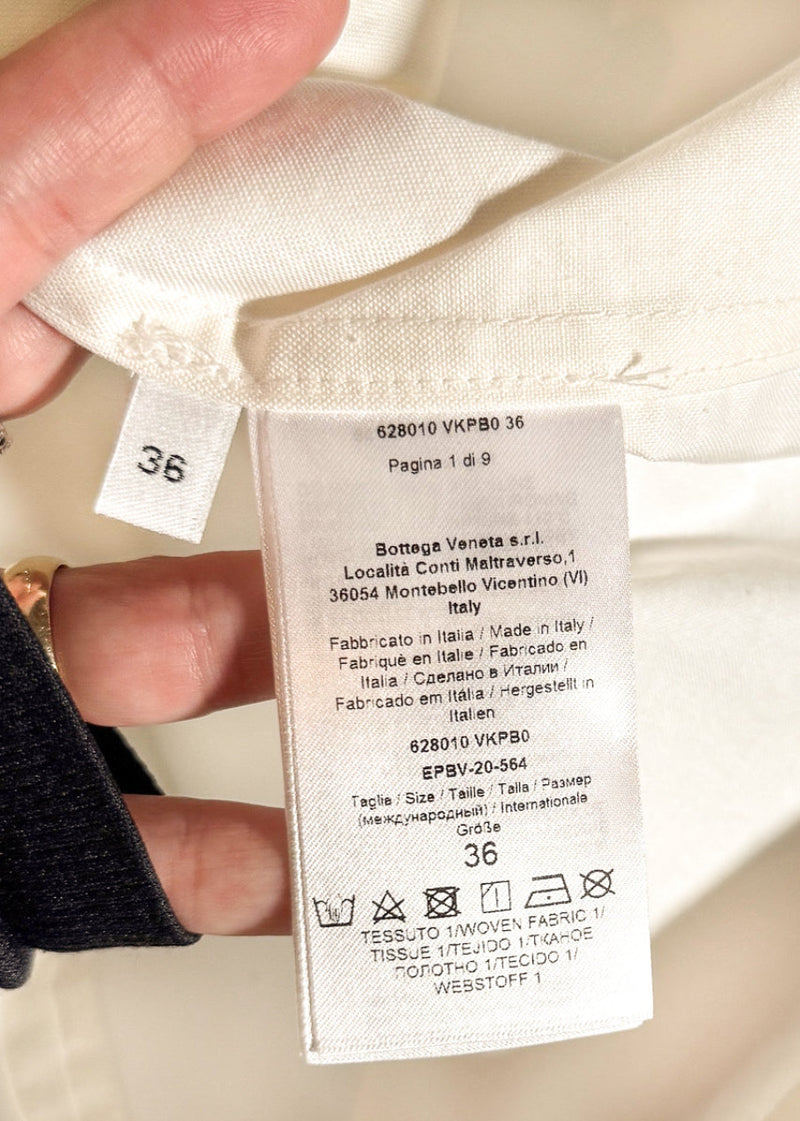 36
628010 VKPB0 36
Pagina 1 di 9
Bottega Veneta s.r.l.
Località Conti Maltraverso,1
36054 Montebello Vicentino (VI)
Italy
Fabbricato in Italia / Made in Italy /
Fabriqué en Italie / Fabricado en
Italia / Сделано в Италии /
Fabricado em Itália / Hergestellt in
Italien
628010 VKPB0
EPBV-20-564
Taglia / Size / Taille / Talla / Размер
(международный) / Internationale
Größe
36
TESSUTO 1/WOVEN FABRIC 1/
TISSUE 1/TEJIDO 1/ТКАНОЕ
ПОЛОТНО 1/TECIDO 1/
WEBSTOFF 1